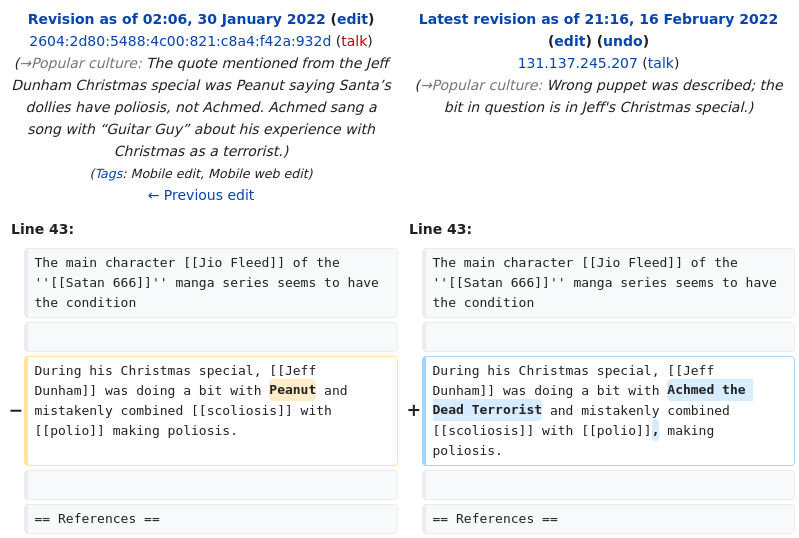 Revision as of 02:06, 30 January 2022 (edit)
2604:2d80:5488:4c00:821:c8a4:f42a:932d (talk)
(→Popular culture: The quote mentioned from the Jeff
Dunham Christmas special was Peanut saying Santa’s
dollies have poliosis, not Achmed. Achmed sang a
song with “Guitar Guy” about his experience with
Christmas as a terrorist.)
(Tags: Mobile edit, Mobile web edit)
← Previous edit
Latest revision as of 21:16, 16 February 2022
(edit) (undo)
131.137.245.207 (talk)
(→Popular culture: Wrong puppet was described; the
bit in question is in Jeff's Christmas special.)
Line 43:
The main character [[Jio Fleed]] of the
''[[Satan 666]]'' manga series seems to have
the condition
− During his Christmas special, [[Jeff
Dunham]] was doing a bit with Peanut and
mistakenly combined [[scoliosis]] with
[[polio]] making poliosis.
== References ==
Line 43:
The main character [[Jio Fleed]] of the
''[[Satan 666]]'' manga series seems to have
the condition
+ During his Christmas special, [[Jeff
Dunham]] was doing a bit with Achmed the
Dead Terrorist and mistakenly combined
[[scoliosis]] with [[polio]], making
poliosis.
== References ==